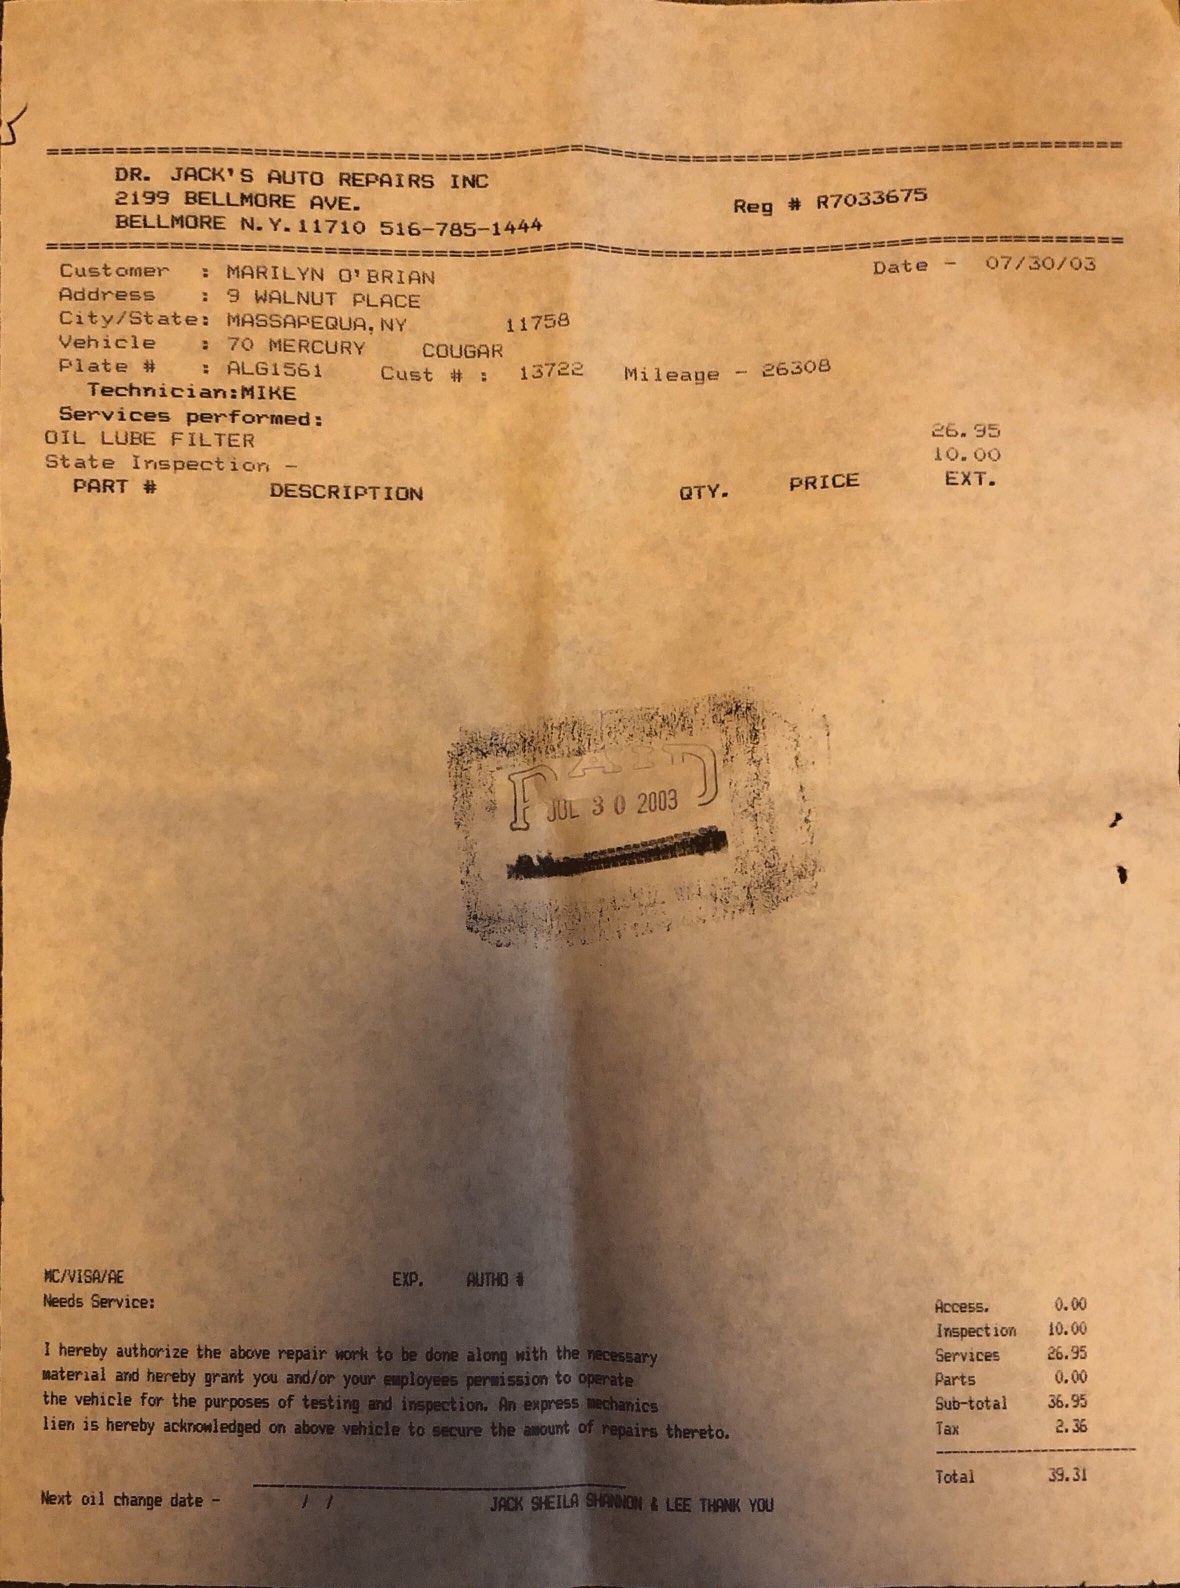 DR. JACK'S AUTO REPAIRS INC
2199 BELLMORE AVE.
Reg # R7033675
BELLMORE N.Y.11710 516-785-1444
Date - 07/30/03
Customer : MARILYN O'BRIAN
Address : 9 WALNUT PLACE
City/State: MASSAPEQUA,NY 11758
Vehicle : 70 MERCURY COUGAR
Plate # : ALG1561 Cust # : 13722 Mileage - 26308
Technician:MIKE
Services performed:
OIL LUBE FILTER 26.95
State Inspection - 10.00
PART # DESCRIPTION QTY. PRICE EXT.
PAID
JUL 30 2003
MC/VISA/AE EXP. AUTHO #
Needs Service:
I hereby authorize the above repair work to be done along with the necessary
material and hereby grant you and/or your employees permission to operate
the vehicle for the purposes of testing and inspection. An express mechanics
lien is hereby acknowledged on above vehicle to secure the amount of repairs thereto.
Access. 0.00
Inspection 10.00
Services 26.95
Parts 0.00
Sub-total 36.95
Tax 2.36
Total 39.31
Next oil change date - / / JACK SHEILA SHANNON & LEE THANK YOU